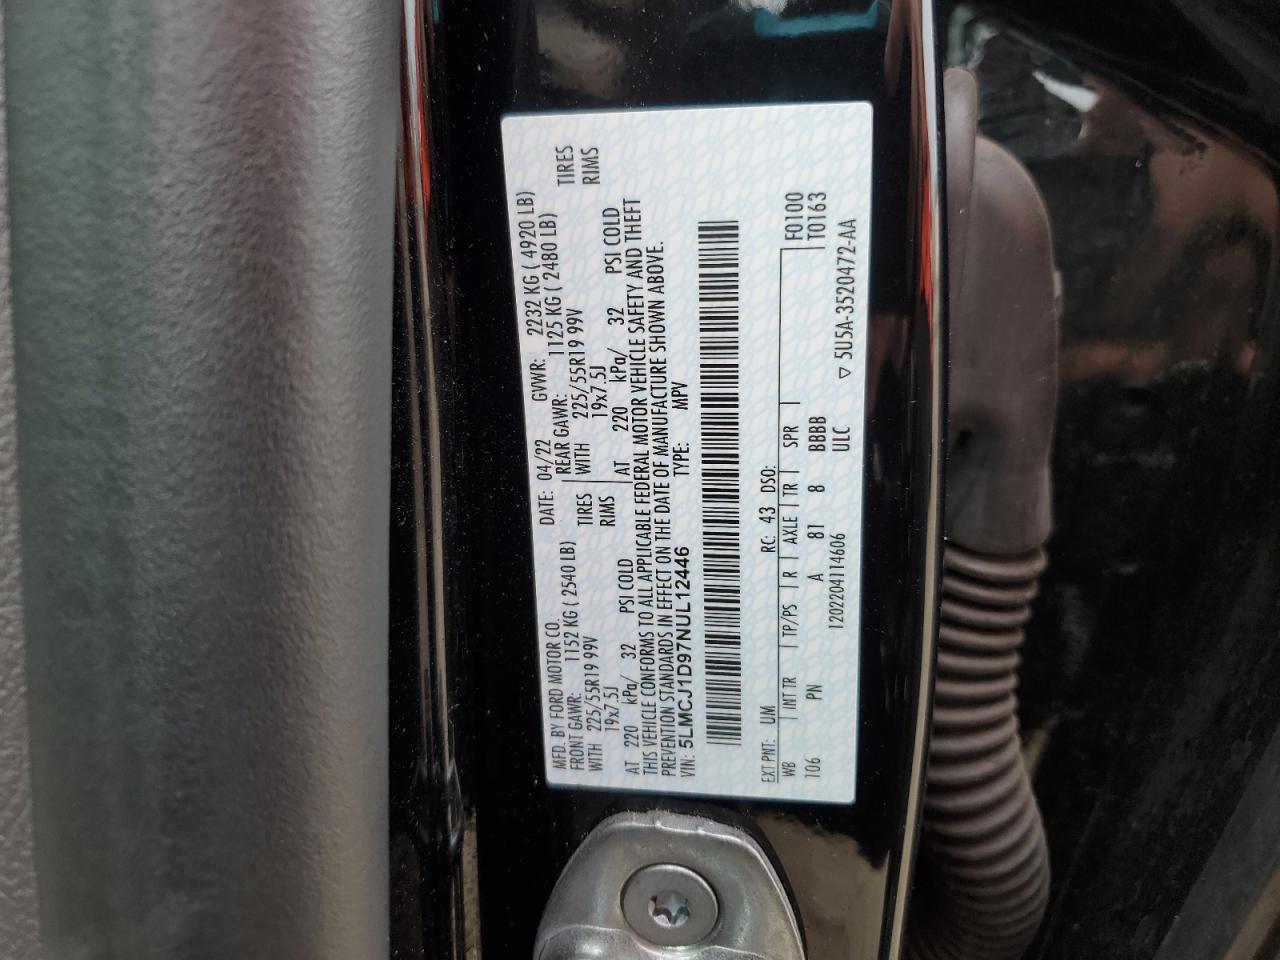 MFD. BY FORD MOTOR CO.
DATE: 04/22 GVWR: 2232 KG ( 4920 LB)
FRONT GAWR: 1152 KG ( 2540 LB) REAR GAWR: 1125 KG ( 2480 LB)
WITH 225/55R19 99V TIRES WITH 225/55R19 99V TIRES
19x7.5J RIMS 19x7.5J RIMS
AT 220 kPa/ 32 PSI COLD AT 220 kPa/ 32 PSI COLD
THIS VEHICLE CONFORMS TO ALL APPLICABLE FEDERAL MOTOR VEHICLE SAFETY AND THEFT
PREVENTION STANDARDS IN EFFECT ON THE DATE OF MANUFACTURE SHOWN ABOVE.
VIN: 5LMCJ1D97NUL12446 TYPE: MPV
EXT PNT: UM RC: 43 DSO: F0100
WB INT TR TP/PS R AXLE TR SPR T0163
106 PN A 81 8 BBBB
120220411​4606 ULC ▽ 5U5A-3520472-AA